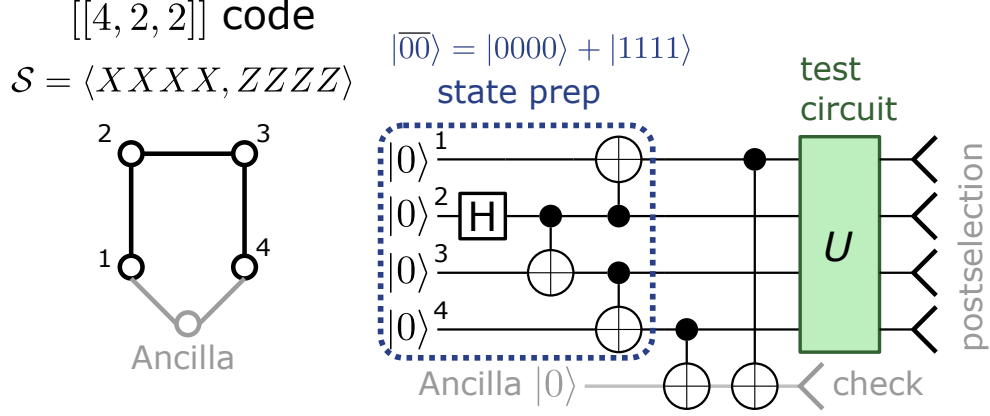 [[4, 2, 2]] code
𝒮 = ⟨XXXX, ZZZZ⟩
2
3
1
4
Ancilla
|00⟩ = |0000⟩ + |1111⟩
state prep
test
circuit
|0⟩ 1
|0⟩ 2
H
|0⟩ 3
|0⟩ 4
U
Ancilla |0⟩
check
postselection